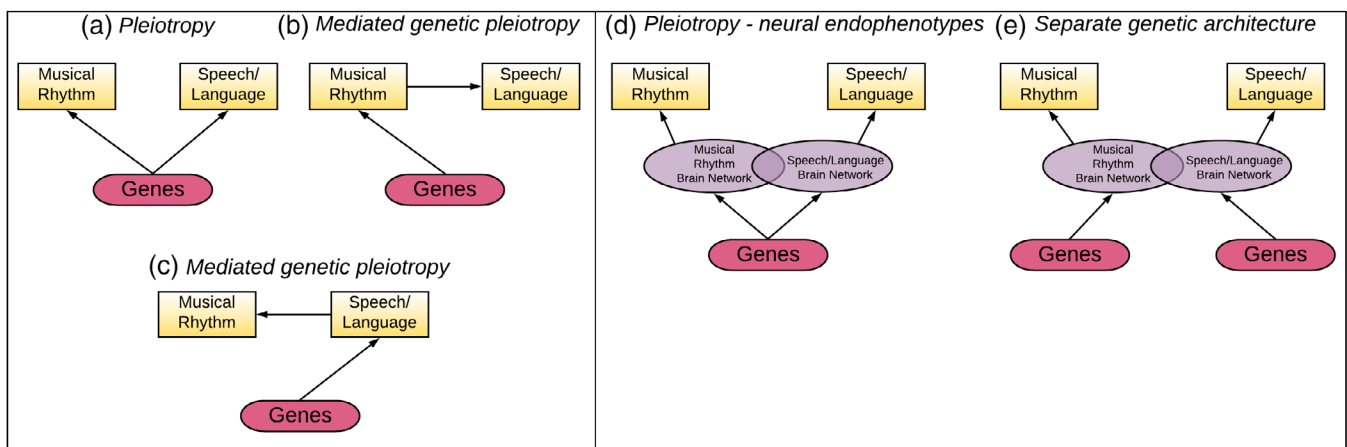 (a) Pleiotropy
Musical
Rhythm
Speech/
Language
Genes
(b) Mediated genetic pleiotropy
Musical
Rhythm
Speech/
Language
Genes
(c) Mediated genetic pleiotropy
Musical
Rhythm
Speech/
Language
Genes
(d) Pleiotropy - neural endophenotypes
Musical
Rhythm
Speech/
Language
Musical
Rhythm
Brain Network
Speech/Language
Brain Network
Genes
(e) Separate genetic architecture
Musical
Rhythm
Speech/
Language
Musical
Rhythm
Brain Network
Speech/Language
Brain Network
Genes
Genes